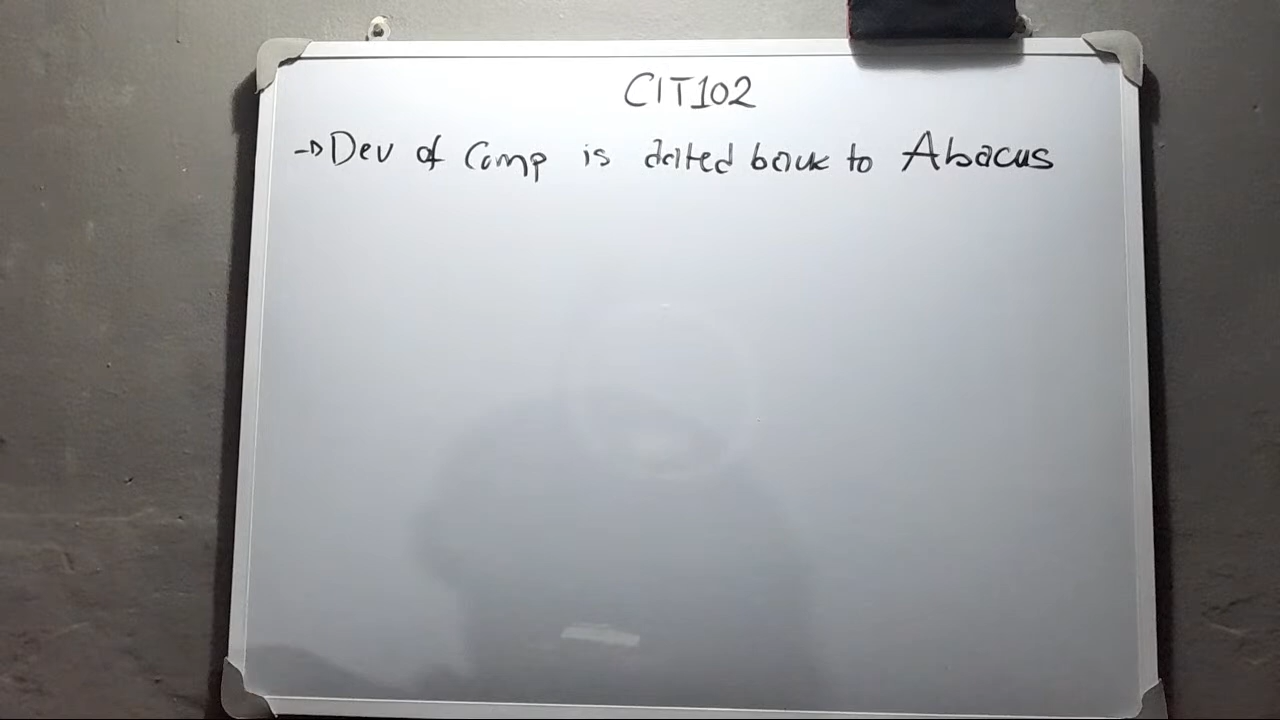 CIT102
→ Dev of Comp is dated back to Abacus